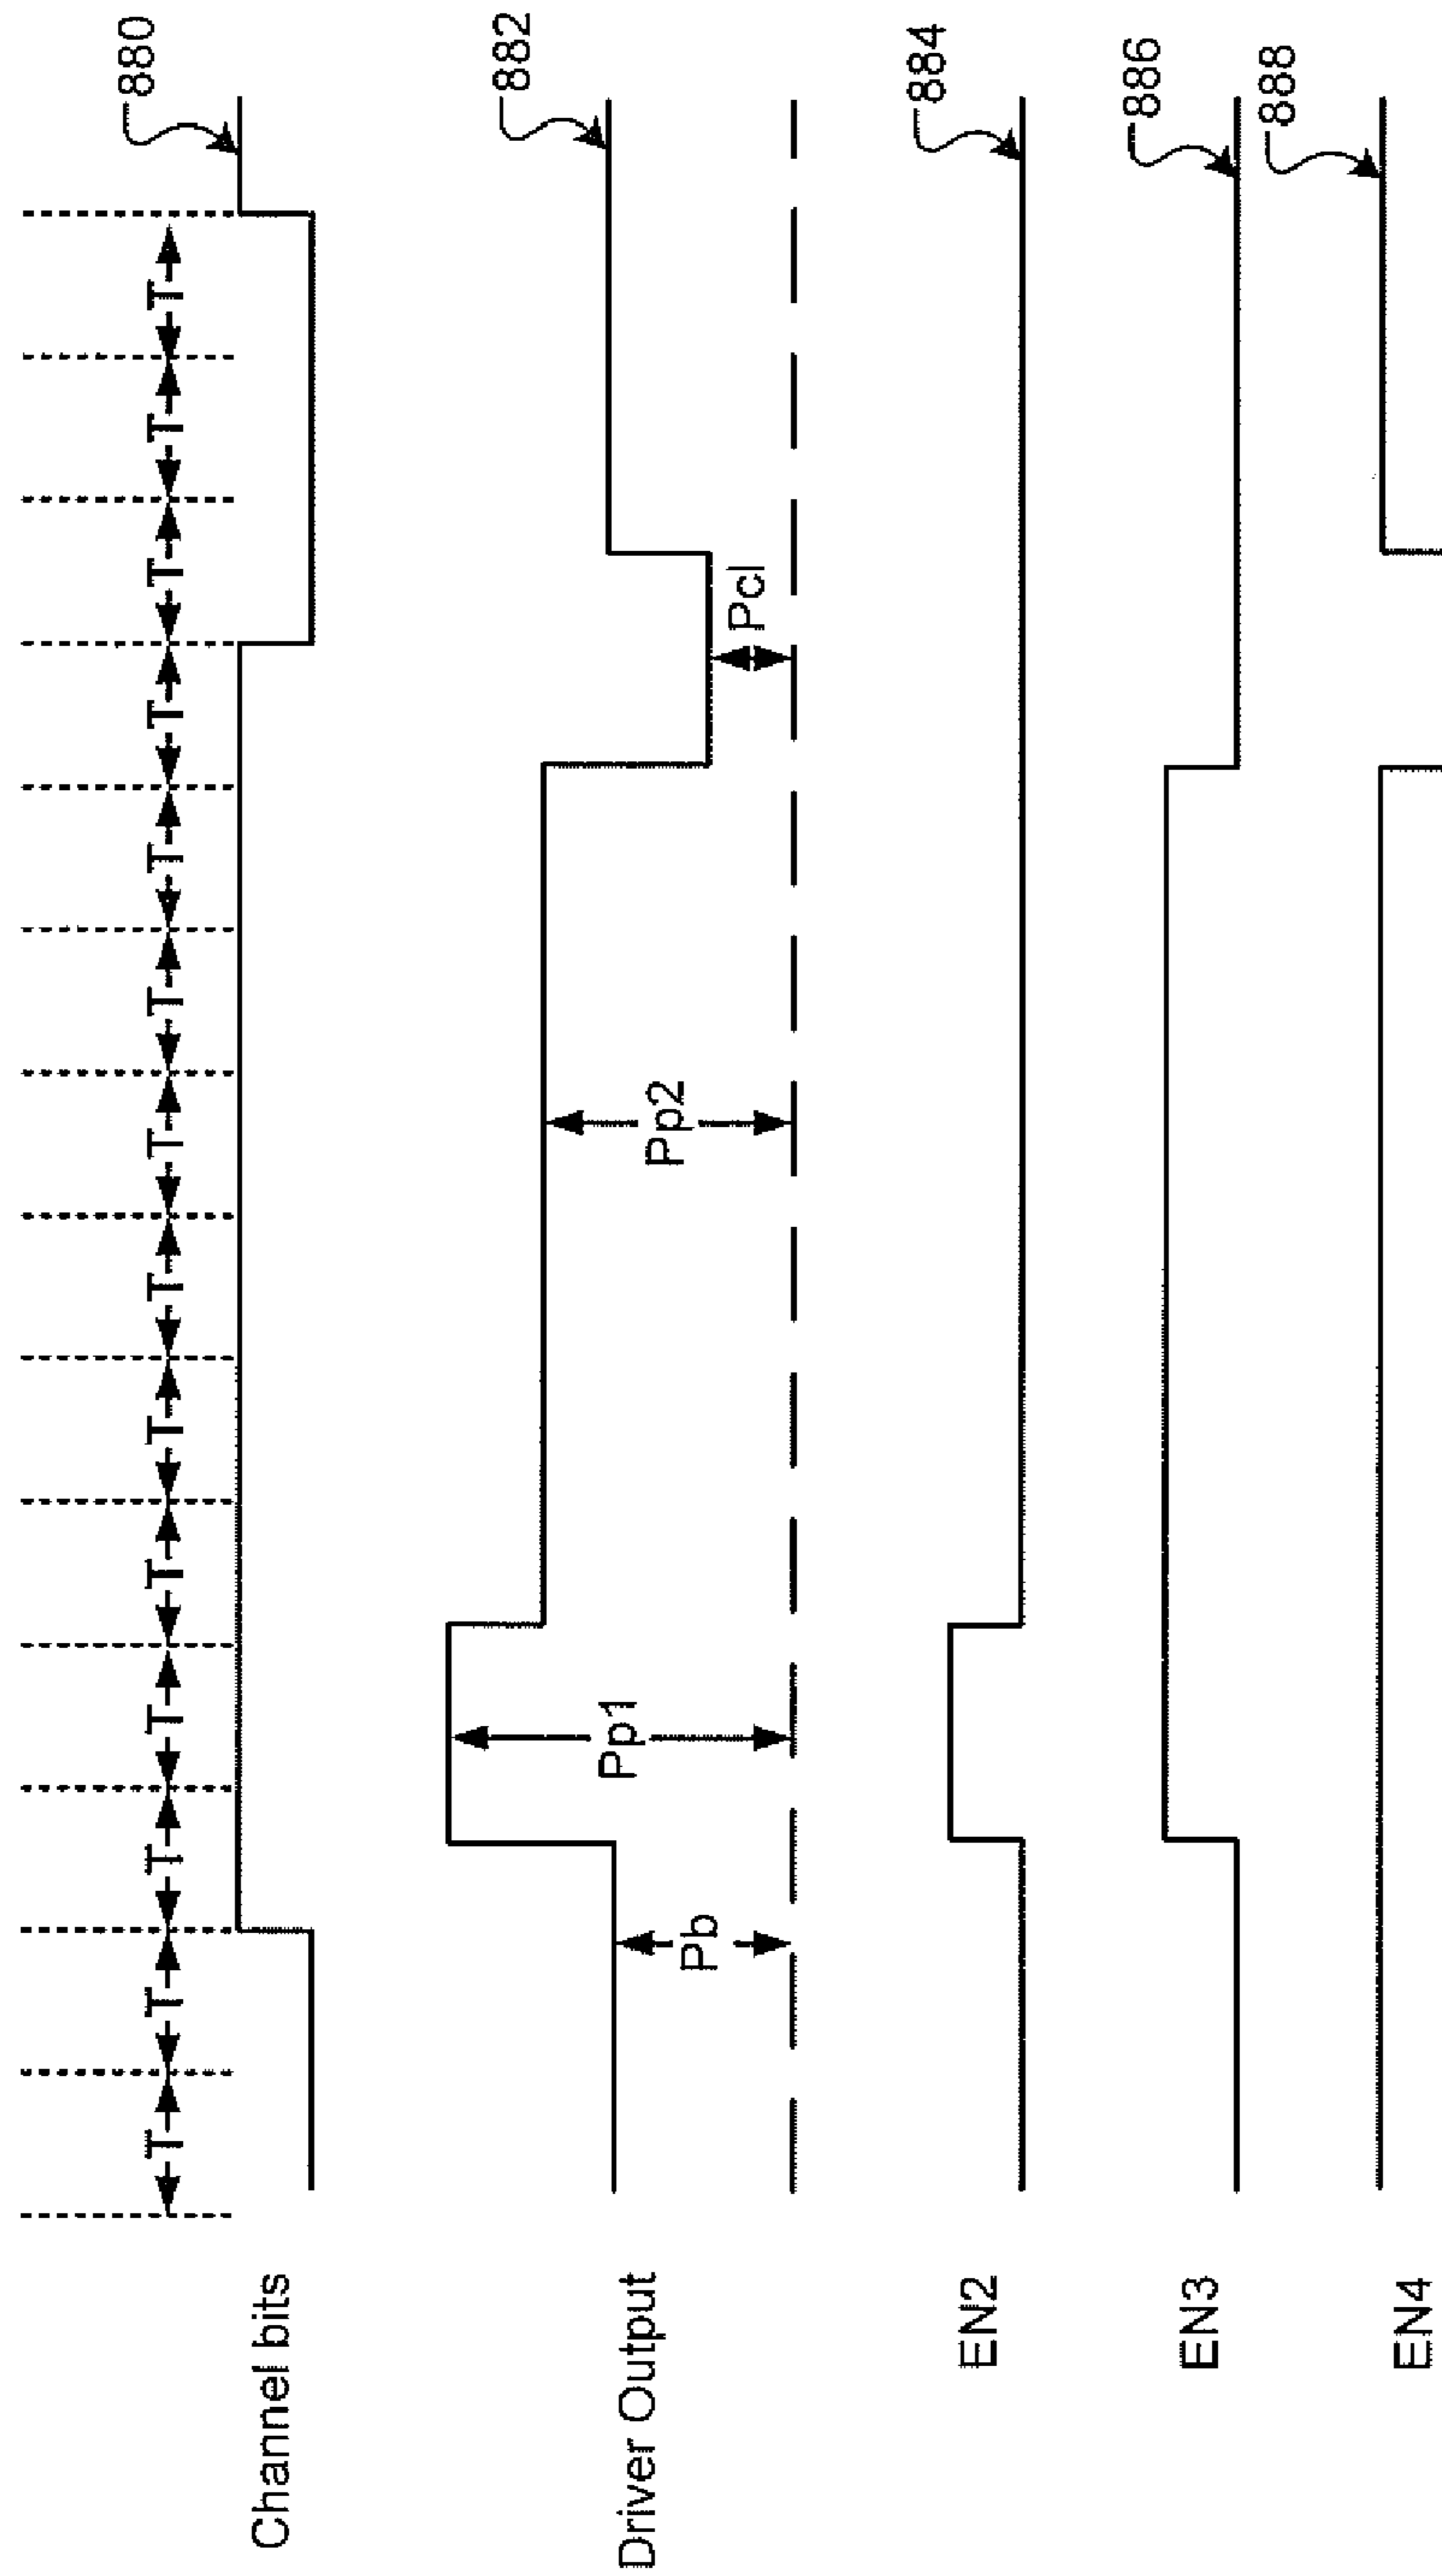 T T T T T T T T T T T T T T
Channel bits
880
Driver Output
Pb
Pp1
Pp2
Pcl
882
EN2
884
EN3
886
EN4
888